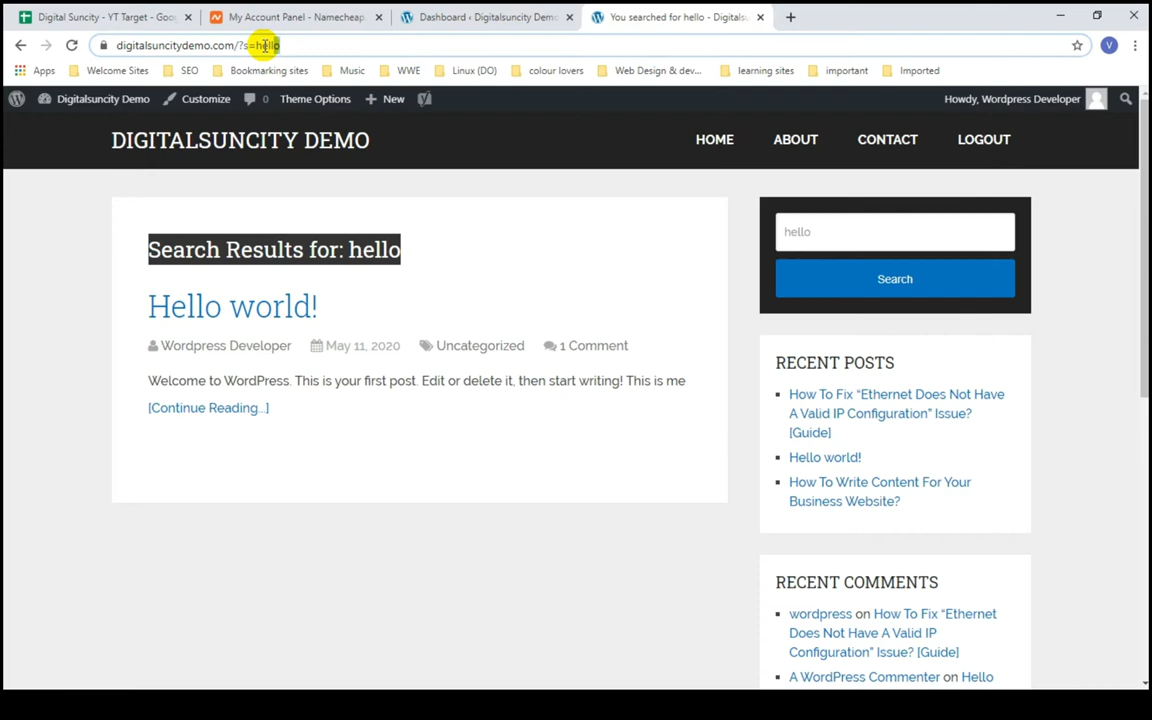 Digital Suncity - YT Target - Goo
My Account Panel - Namecheap.
Dashboard ‹ Digitalsuncity Demo
You searched for hello - Digitals
digitalsuncitydemo.com/?s=hello
V
Apps
Welcome Sites
SEO
Bookmarking sites
Music
WWE
Linux (DO)
colour lovers
Web Design & dev...
learning sites
important
Imported
Digitalsuncity Demo
Customize
0
Theme Options
New
Howdy, Wordpress Developer
DIGITALSUNCITY DEMO
HOME
ABOUT
CONTACT
LOGOUT
Search Results for: hello
Hello world!
Wordpress Developer
May 11, 2020
Uncategorized
1 Comment
Welcome to WordPress. This is your first post. Edit or delete it, then start writing! This is me
[Continue Reading...]
hello
Search
RECENT POSTS
How To Fix “Ethernet Does Not Have
A Valid IP Configuration” Issue?
[Guide]
Hello world!
How To Write Content For Your
Business Website?
RECENT COMMENTS
wordpress on How To Fix “Ethernet
Does Not Have A Valid IP
Configuration” Issue? [Guide]
A WordPress Commenter on Hello